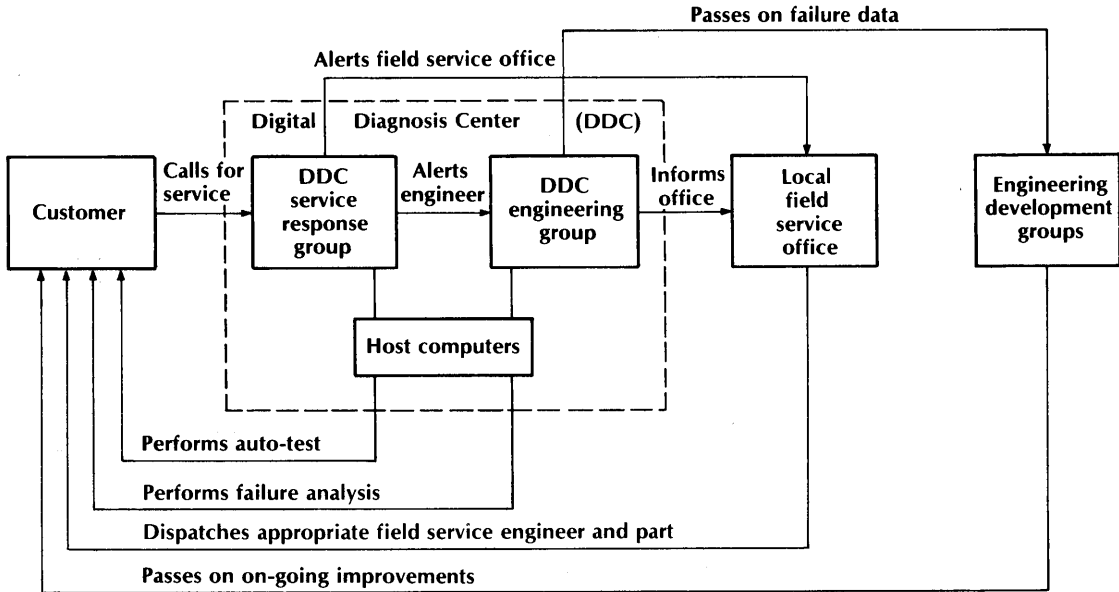 Passes on failure data
Alerts field service office
Digital Diagnosis Center (DDC)
Customer
Calls for
service
DDC
service
response
group
Alerts
engineer
DDC
engineering
group
Informs
office
Local
field
service
office
Engineering
development
groups
Host computers
Performs auto-test
Performs failure analysis
Dispatches appropriate field service engineer and part
Passes on on-going improvements